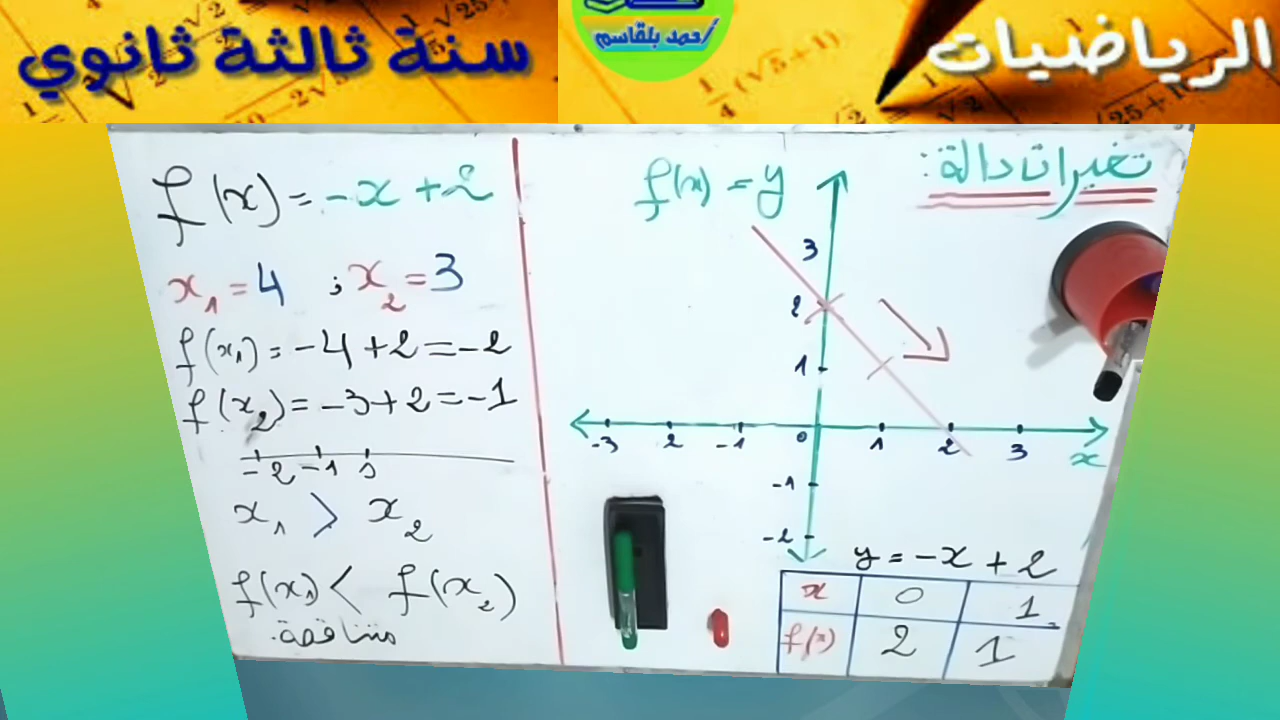 الرياضيات
أحمد بلقاسم
سنة ثالثة ثانوي
تغيرات دالة:
f(x) = y
3
2
1
-3 2 -1 0 1 2 3
x
-1
-2
y = -x + 2
x 0 1
f(x) 2 1
f(x) = -x + 2
x₁ = 4 ; x₂ = 3
f(x₁) = -4 + 2 = -2
f(x₂) = -3 + 2 = -1
-2 -1 0
x₁ > x₂
f(x₁) < f(x₂)
متناقصة.